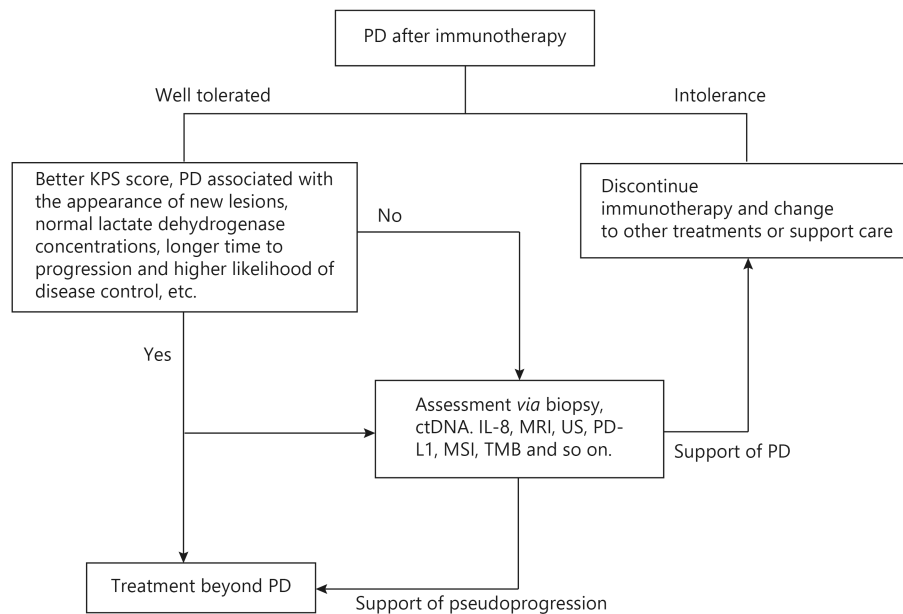 PD after immunotherapy
Well tolerated
Intolerance
Better KPS score, PD associated with
the appearance of new lesions,
normal lactate dehydrogenase
concentrations, longer time to
progression and higher likelihood of
disease control, etc.
No
Discontinue
immunotherapy and change
to other treatments or support care
Yes
Assessment via biopsy,
ctDNA. IL-8, MRI, US, PD-
L1, MSI, TMB and so on.
Support of PD
Treatment beyond PD
Support of pseudoprogression